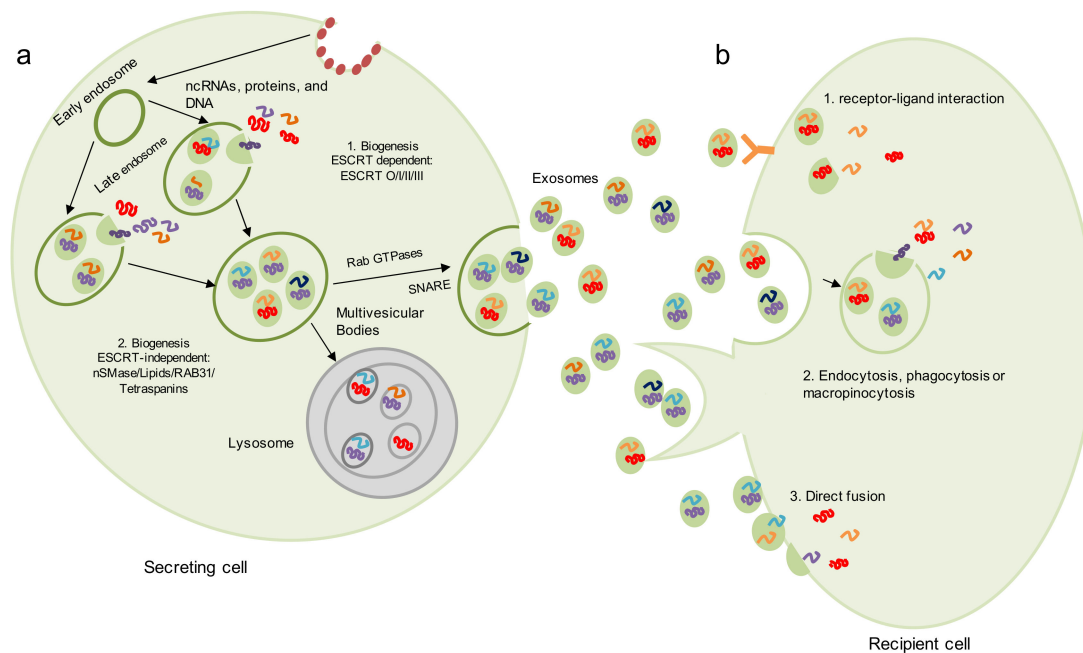 a
Early endosome
ncRNAs, proteins, and
DNA
Late endosome
1. Biogenesis
ESCRT dependent:
ESCRT O/I/II/III
Rab GTPases
SNARE
Multivesicular
Bodies
2. Biogenesis
ESCRT-independent:
nSMase/Lipids/RAB31/
Tetraspanins
Lysosome
Secreting cell
Exosomes
b
1. receptor-ligand interaction
2. Endocytosis, phagocytosis or
macropinocytosis
3. Direct fusion
Recipient cell